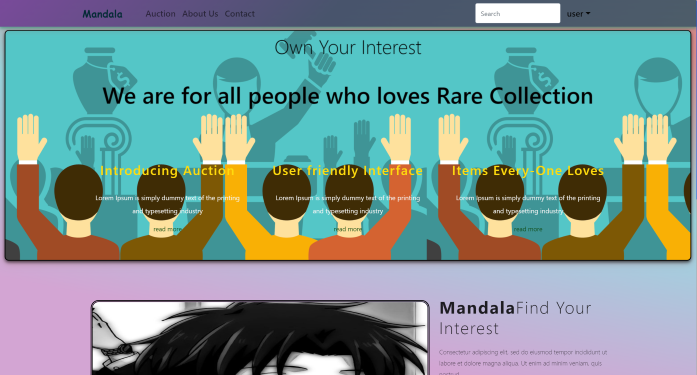 Mandala Auction About Us Contact Search user
Own Your Interest
We are for all people who loves Rare Collection
Introducing Auction
Lorem Ipsum is simply dummy text of the printing
and typesetting industry
read more
User friendly Interface
Lorem Ipsum is simply dummy text of the printing
and typesetting industry
read more
Items Every-One Loves
Lorem Ipsum is simply dummy text of the printing
and typesetting industry
read more
MandalaFind Your
Interest
Consectetur adipiscing elit, sed do eiusmod tempor incididunt ut
labore et dolore magna aliqua. Ut enim ad minim veniam, quis